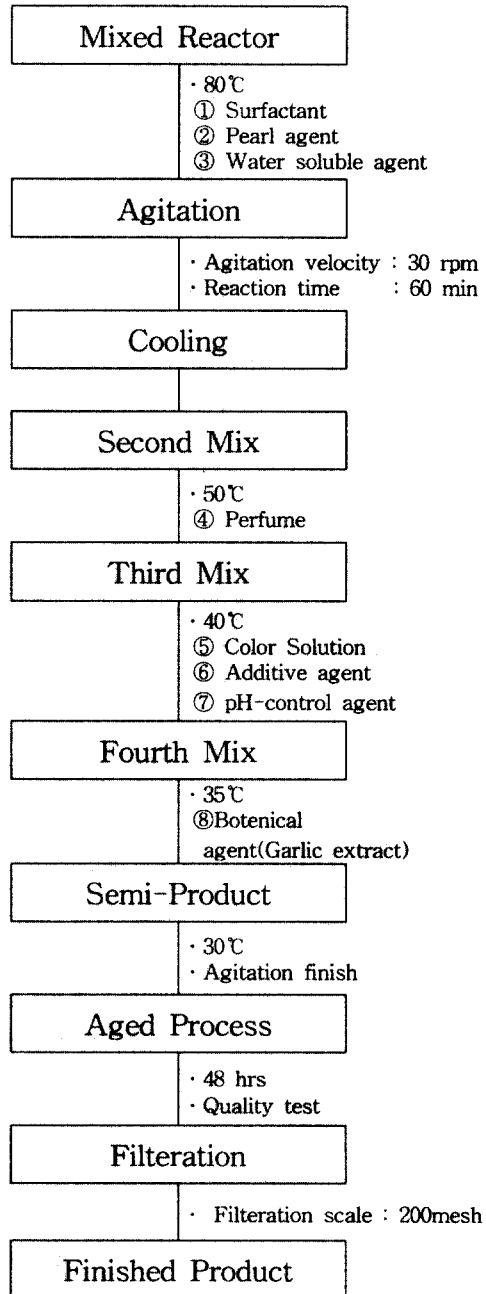 Mixed Reactor
· 80℃
① Surfactant
② Pearl agent
③ Water soluble agent
Agitation
· Agitation velocity : 30 rpm
· Reaction time : 60 min
Cooling
Second Mix
· 50℃
④ Perfume
Third Mix
· 40℃
⑤ Color Solution
⑥ Additive agent
⑦ pH-control agent
Fourth Mix
· 35℃
⑧Botenical
agent(Garlic extract)
Semi-Product
· 30℃
· Agitation finish
Aged Process
· 48 hrs
· Quality test
Filteration
· Filteration scale : 200mesh
Finished Product